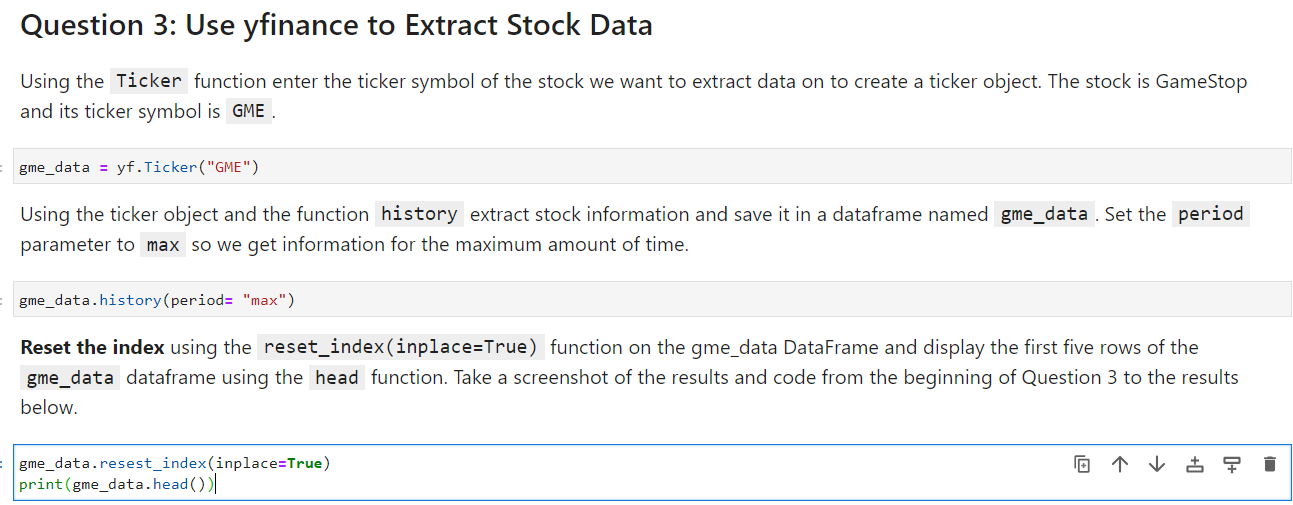 Question 3: Use yfinance to Extract Stock Data
Using the Ticker function enter the ticker symbol of the stock we want to extract data on to create a ticker object. The stock is GameStop
and its ticker symbol is GME .
gme_data = yf.Ticker("GME")
Using the ticker object and the function history extract stock information and save it in a dataframe named gme_data . Set the period
parameter to max so we get information for the maximum amount of time.
gme_data.history(period= "max")
Reset the index using the reset_index(inplace=True) function on the gme_data DataFrame and display the first five rows of the
gme_data dataframe using the head function. Take a screenshot of the results and code from the beginning of Question 3 to the results
below.
gme_data.resest_index(inplace=True)
print(gme_data.head())